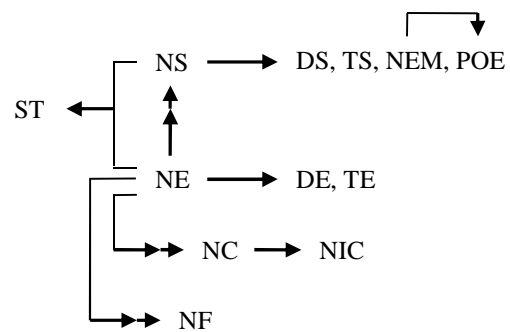 NS DS, TS, NEM, POE
ST
NE DE, TE
NC NIC
NF